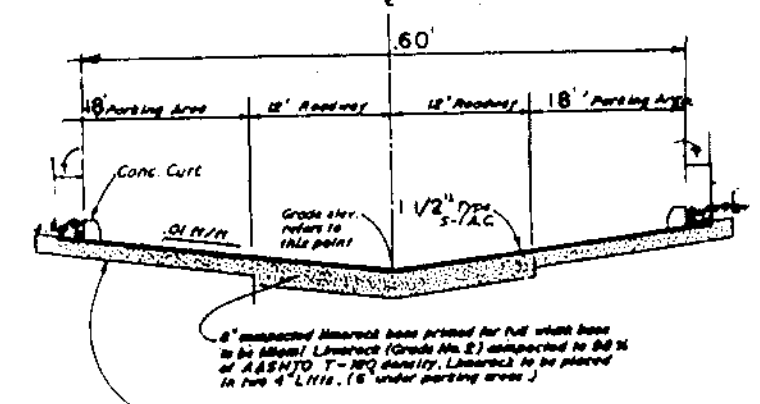 ℄
60'
18' Parking Area
12' Roadway
12' Roadway
18' Parking Area
Conc. Curb
.01 ft/ft
Grade elev.
refers to
this point
1 1/2" Type
S-1 A.C.
8" compacted limerock base primed for full width base
to be Miami Limerock (Grade No. 2) compacted to 98%
of AASHTO T-180 density, Limerock to be placed
in two 4" Lifts. (6" under parking areas.)